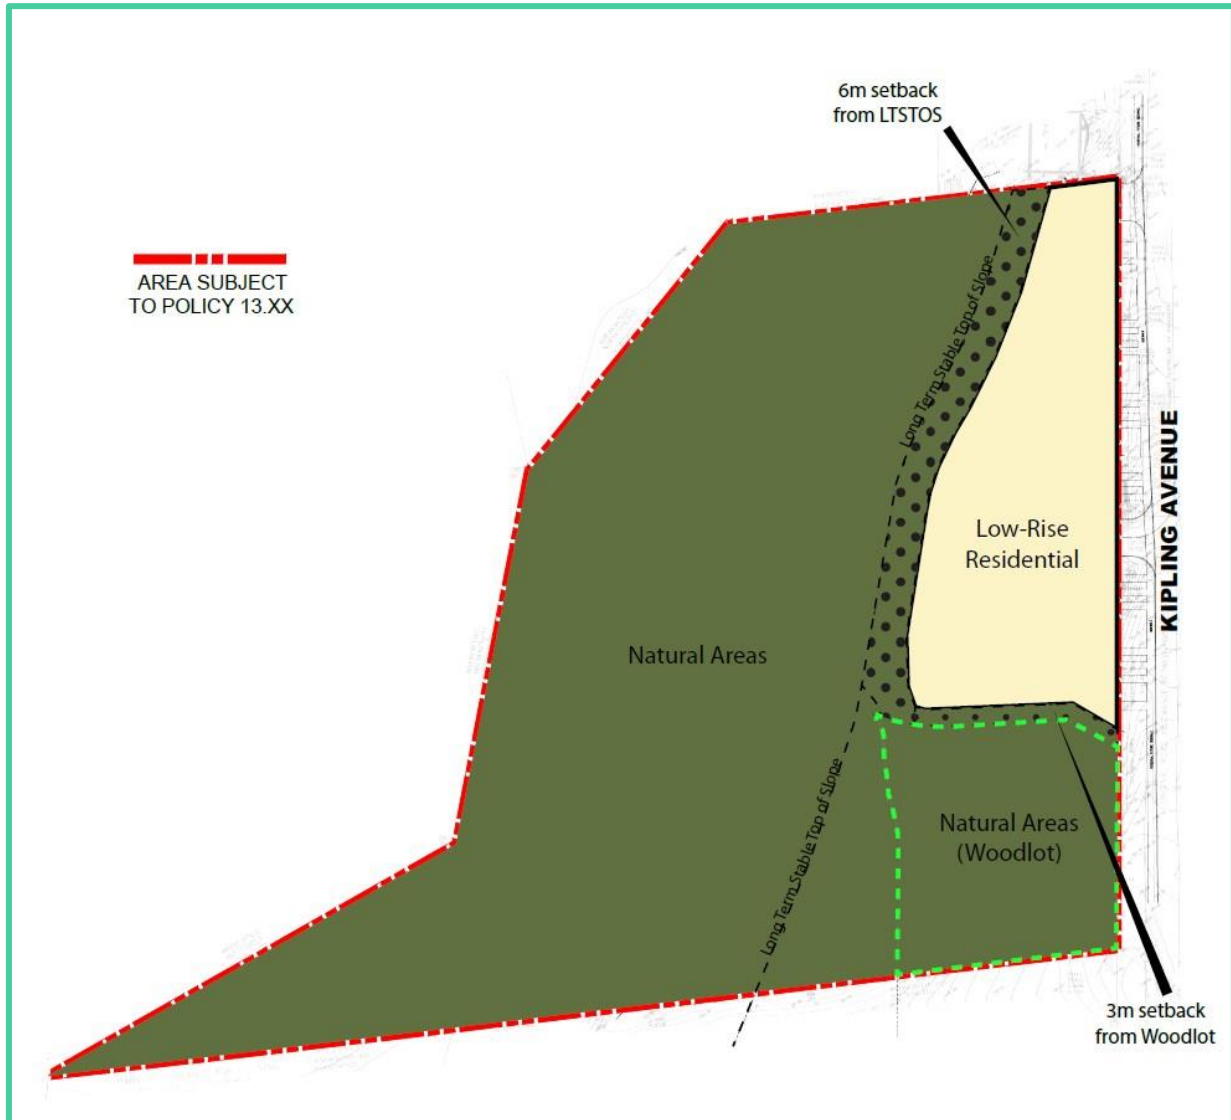 6m setback
from LTSTOS
AREA SUBJECT
TO POLICY 13.XX
Long Term Stable Top of Slope
Low-Rise
Residential
KIPLING AVENUE
Natural Areas
Natural Areas
(Woodlot)
Long Term Stable Top of Slope
3m setback
from Woodlot